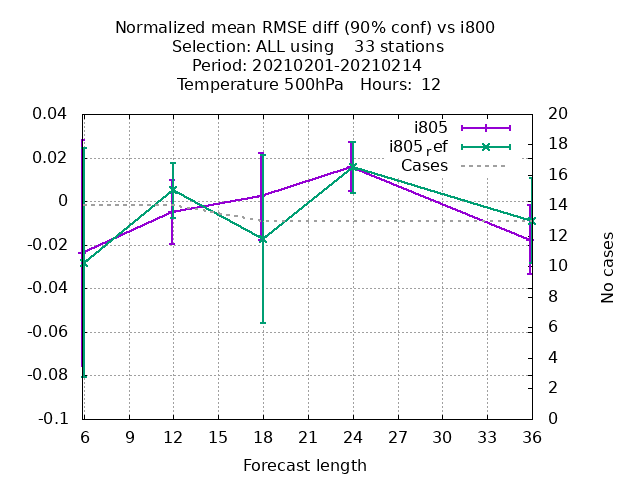 Normalized mean RMSE diff (90% conf) vs i800
Selection: ALL using    33 stations
Period: 20210201-20210214
Temperature 500hPa   Hours:  12
i805
i805_ref
Cases
0.04
0.02
0
-0.02
-0.04
-0.06
-0.08
-0.1
20
18
16
14
12
10
8
6
4
2
0
No cases
6 9 12 15 18 21 24 27 30 33 36
Forecast length